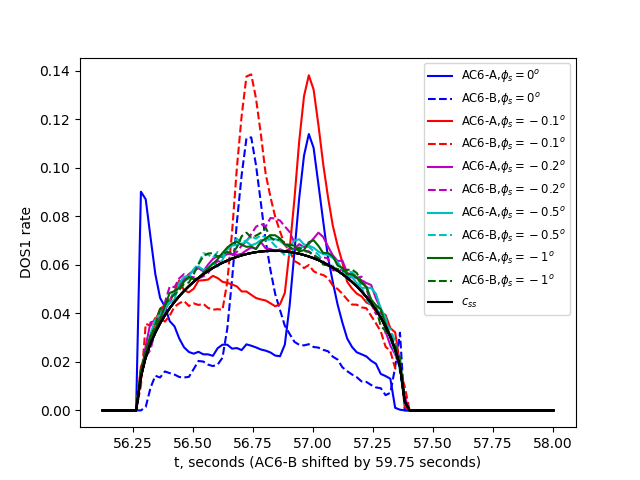 0.14
0.12
0.10
0.08
0.06
0.04
0.02
0.00
DOS1 rate
56.25 56.50 56.75 57.00 57.25 57.50 57.75 58.00
t, seconds (AC6-B shifted by 59.75 seconds)
AC6-A,ϕₛ = 0°
AC6-B,ϕₛ = 0°
AC6-A,ϕₛ = −0.1°
AC6-B,ϕₛ = −0.1°
AC6-A,ϕₛ = −0.2°
AC6-B,ϕₛ = −0.2°
AC6-A,ϕₛ = −0.5°
AC6-B,ϕₛ = −0.5°
AC6-A,ϕₛ = −1°
AC6-B,ϕₛ = −1°
cₛₛ